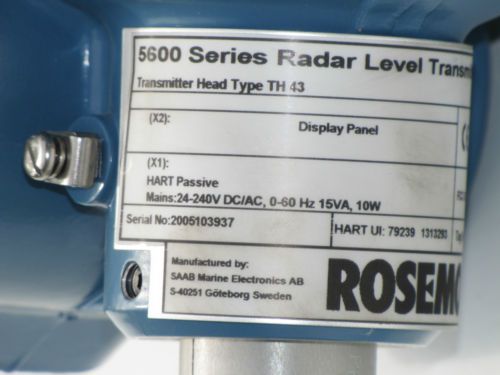 5600 Series Radar Level
Transmitter Head Type TH 43
(X2): Display Panel
(X1):
HART Passive
Mains:24-240V DC/AC, 0-60 Hz 15VA, 10W
Serial No: 2005103937 HART UI: 79239 1313293
Manufactured by:
SAAB Marine Electronics AB
S-40251 Göteborg Sweden